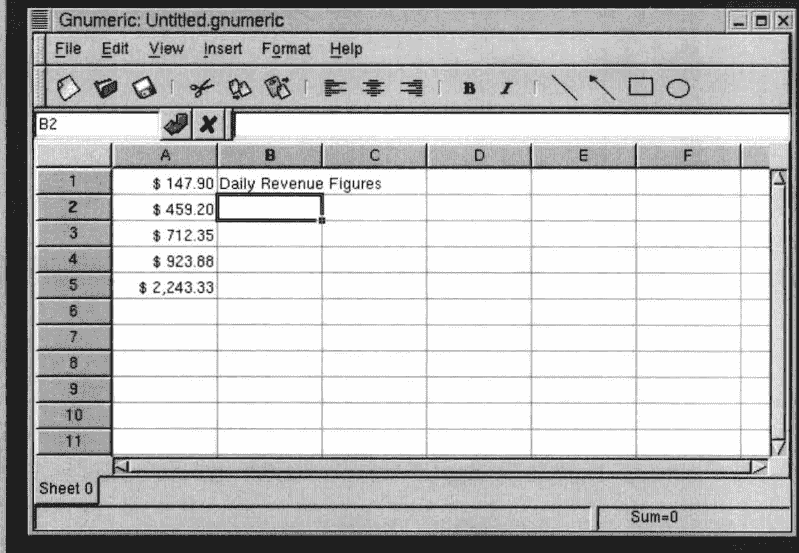 Gnumeric: Untitled.gnumeric
File Edit View Insert Format Help
B I
B2
A B C D E F
1 $ 147.90 Daily Revenue Figures
2 $ 459.20
3 $ 712.35
4 $ 923.88
5 $ 2,243.33
6
7
8
9
10
11
Sheet 0
Sum=0